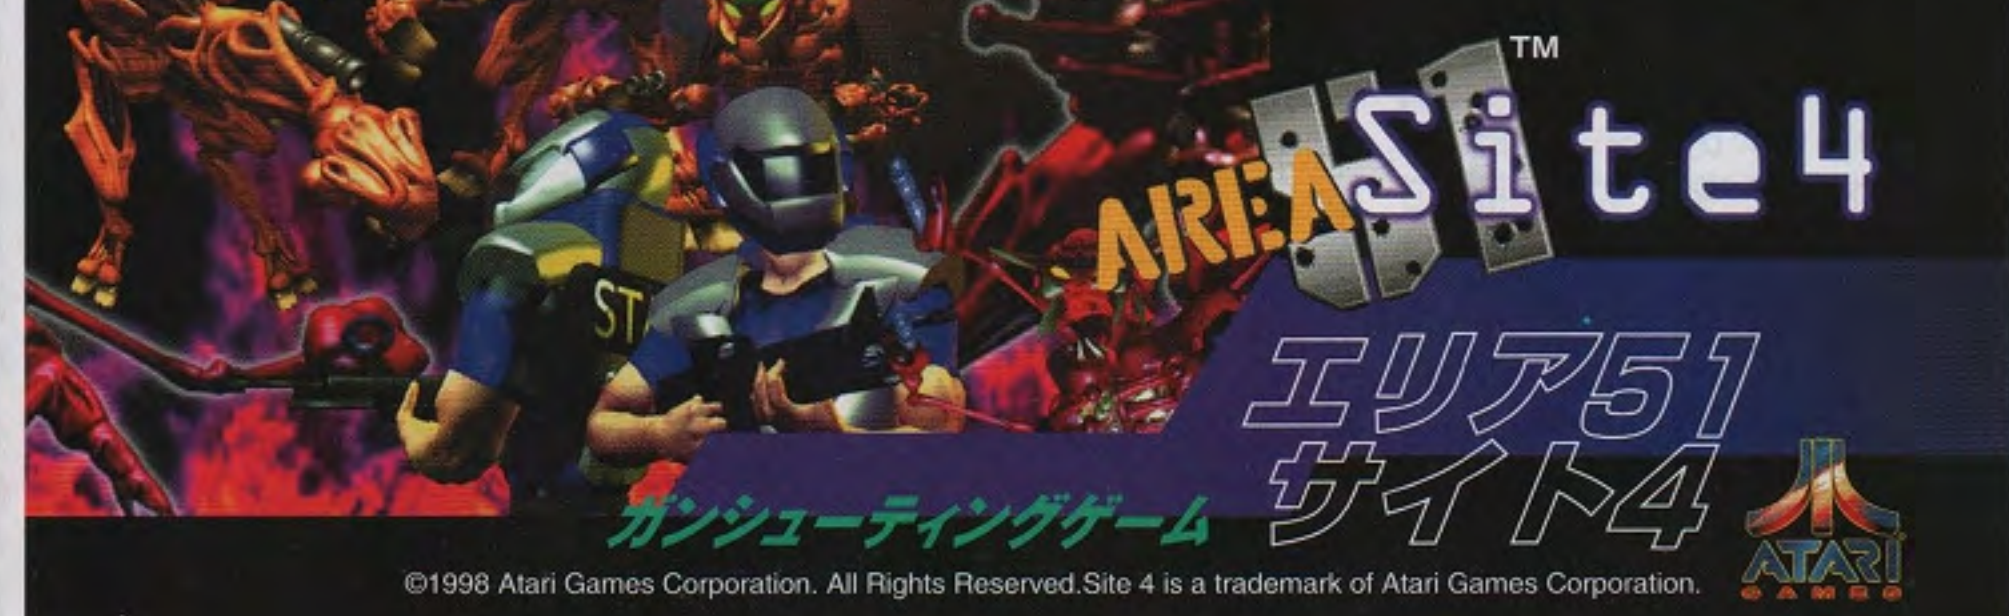 AREA 51 TM
Site 4
ST
エリア51
サイト4
ガンシューティングゲーム
ATARI
GAMES
©1998 Atari Games Corporation. All Rights Reserved.Site 4 is a trademark of Atari Games Corporation.